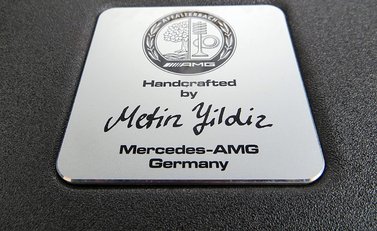 AFFALTERBACH
AMG
Handcrafted
by
Metin Yildiz
Mercedes-AMG
Germany